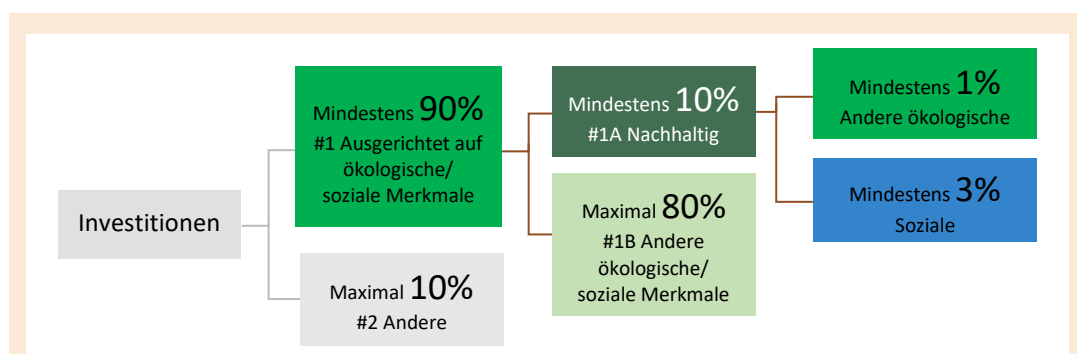 Investitionen
Mindestens 90%
#1 Ausgerichtet auf
ökologische/
soziale Merkmale
Maximal 10%
#2 Andere
Mindestens 10%
#1A Nachhaltig
Maximal 80%
#1B Andere
ökologische/
soziale Merkmale
Mindestens 1%
Andere ökologische
Mindestens 3%
Soziale